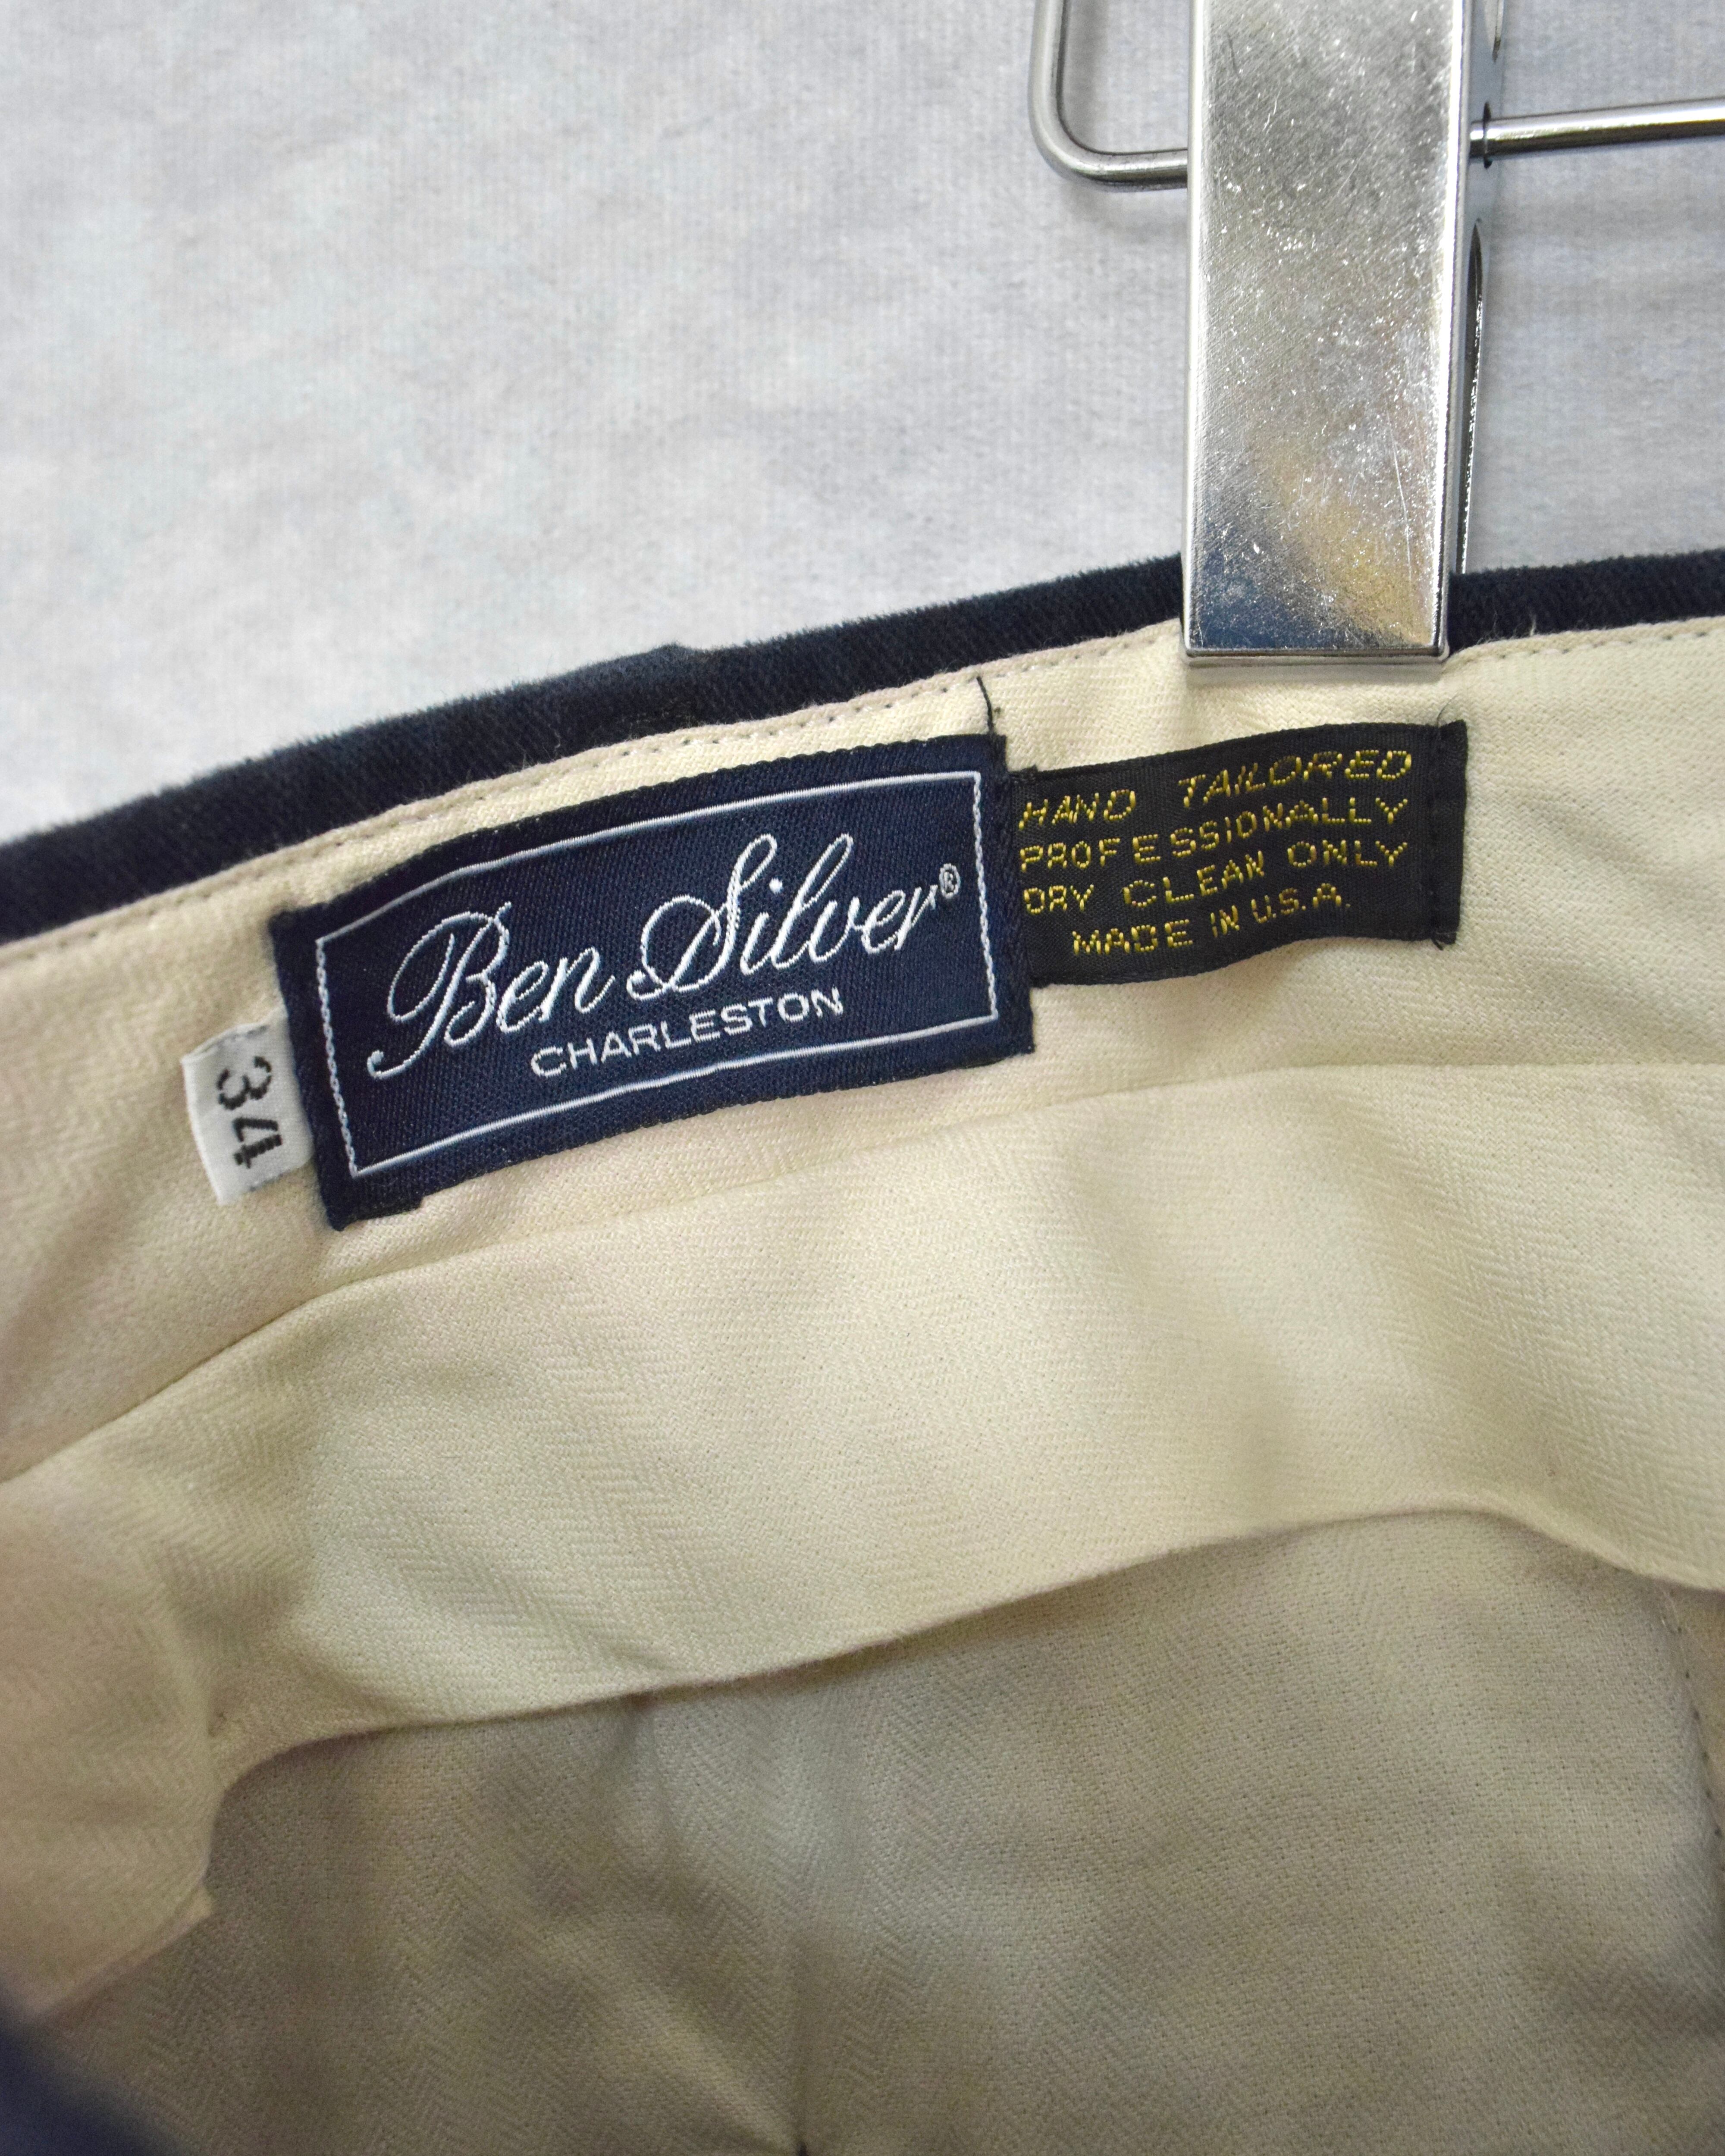 Ben Silver®
CHARLESTON
HAND TAILORED
PROFESSIONALLY
DRY CLEAN ONLY
MADE IN U.S.A.
34